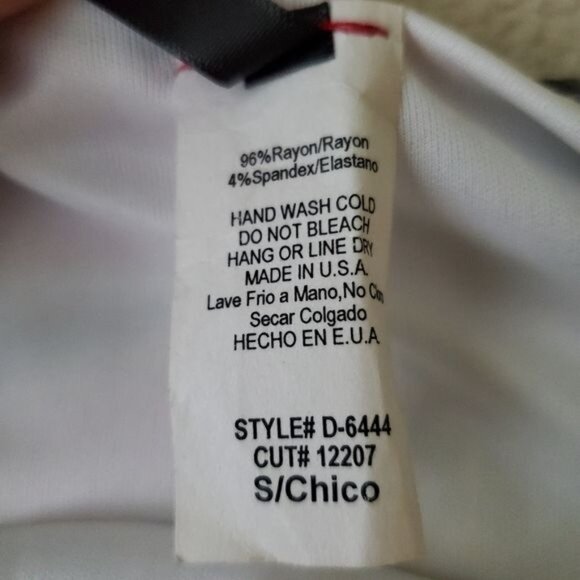 96%Rayon/Rayon
4%Spandex/Elastano
HAND WASH COLD
DO NOT BLEACH
HANG OR LINE DRY
MADE IN U.S.A.
Lave Frio a Mano,No
Secar Colgado
HECHO EN E.U.A
STYLE# D-6444
CUT# 12207
S/Chico